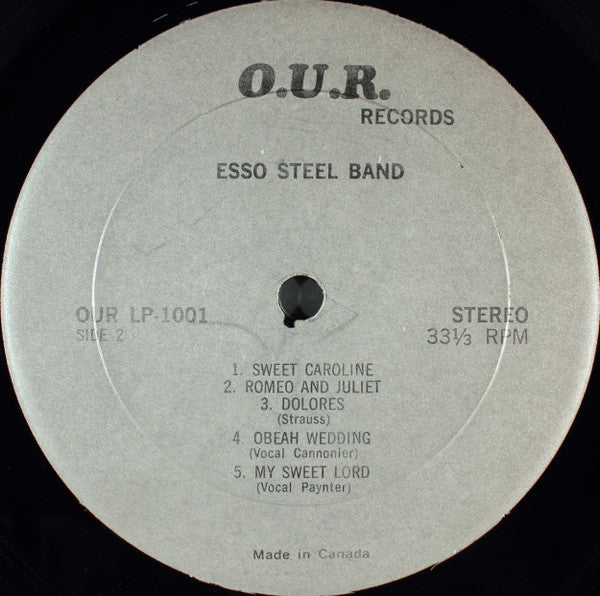 O.U.R.
RECORDS
ESSO STEEL BAND
OUR LP-1001
SIDE 2
STEREO
33⅓ RPM
1. SWEET CAROLINE
2. ROMEO AND JULIET
3. DOLORES
(Strauss)
4. OBEAH WEDDING
(Vocal Cannonier)
5. MY SWEET LORD
(Vocal Paynter)
Made in Canada